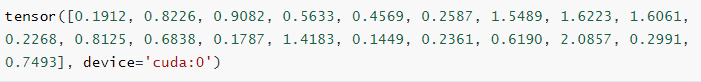 tensor([0.1912, 0.8226, 0.9082, 0.5633, 0.4569, 0.2587, 1.5489, 1.6223, 1.6061,
0.2268, 0.8125, 0.6838, 0.1787, 1.4183, 0.1449, 0.2361, 0.6190, 2.0857, 0.2991,
0.7493], device='cuda:0')